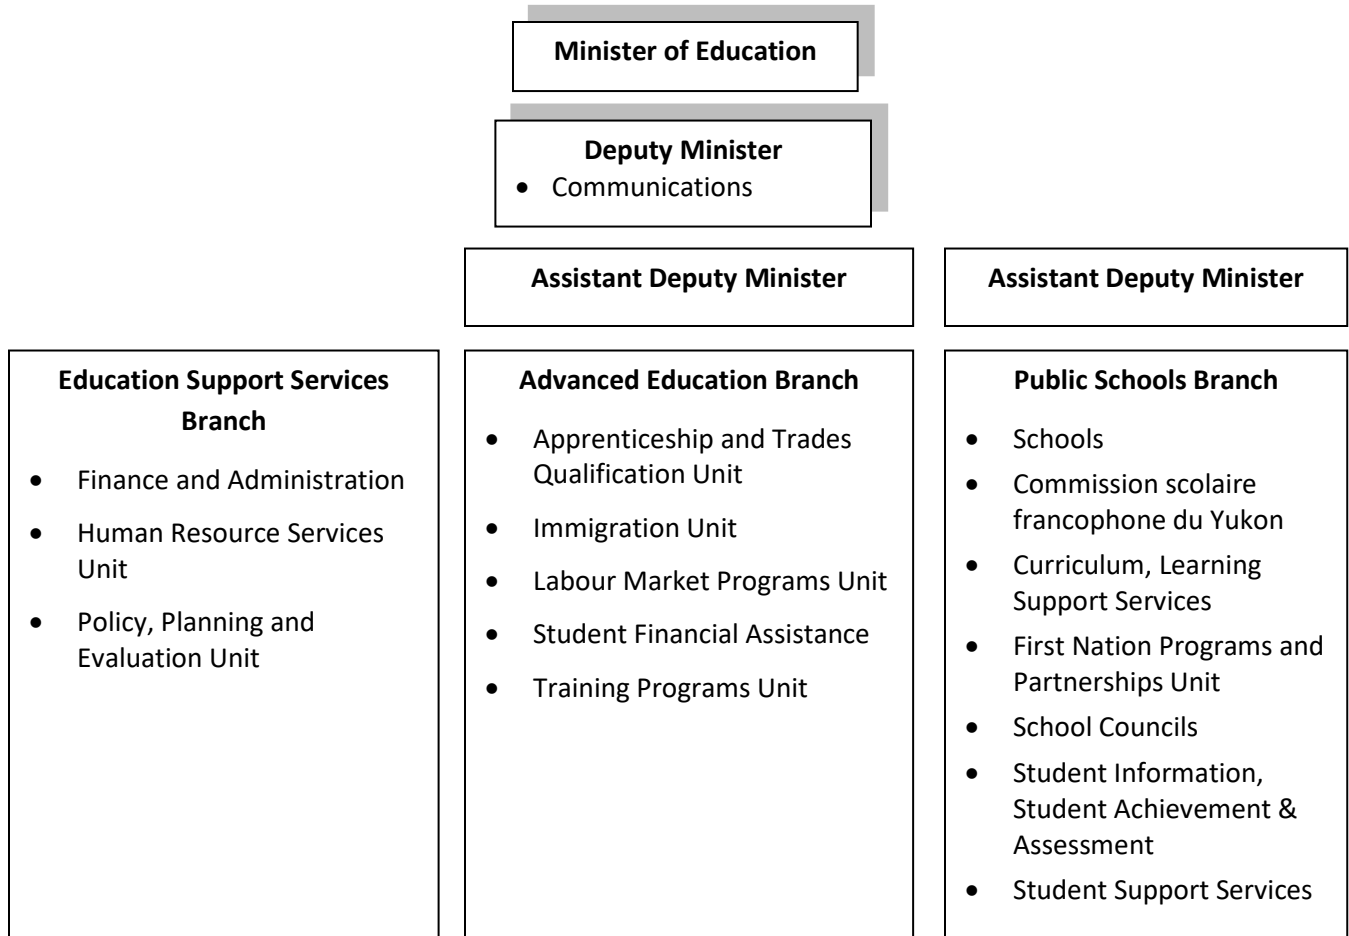 Minister of Education
Deputy Minister
• Communications
Assistant Deputy Minister
Assistant Deputy Minister
Education Support Services
Branch
• Finance and Administration
• Human Resource Services
Unit
• Policy, Planning and
Evaluation Unit
Advanced Education Branch
• Apprenticeship and Trades
Qualification Unit
• Immigration Unit
• Labour Market Programs Unit
• Student Financial Assistance
• Training Programs Unit
Public Schools Branch
• Schools
• Commission scolaire
francophone du Yukon
• Curriculum, Learning
Support Services
• First Nation Programs and
Partnerships Unit
• School Councils
• Student Information,
Student Achievement &
Assessment
• Student Support Services